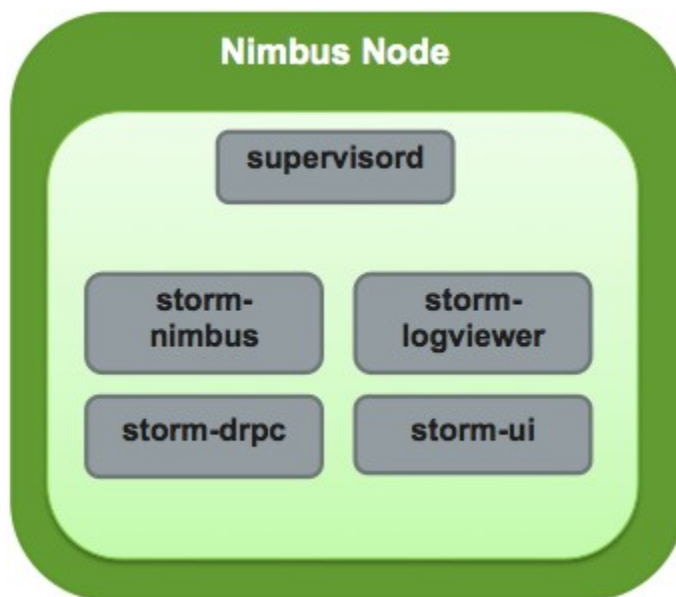 Nimbus Node
supervisord
storm-
nimbus
storm-
logviewer
storm-drpc
storm-ui